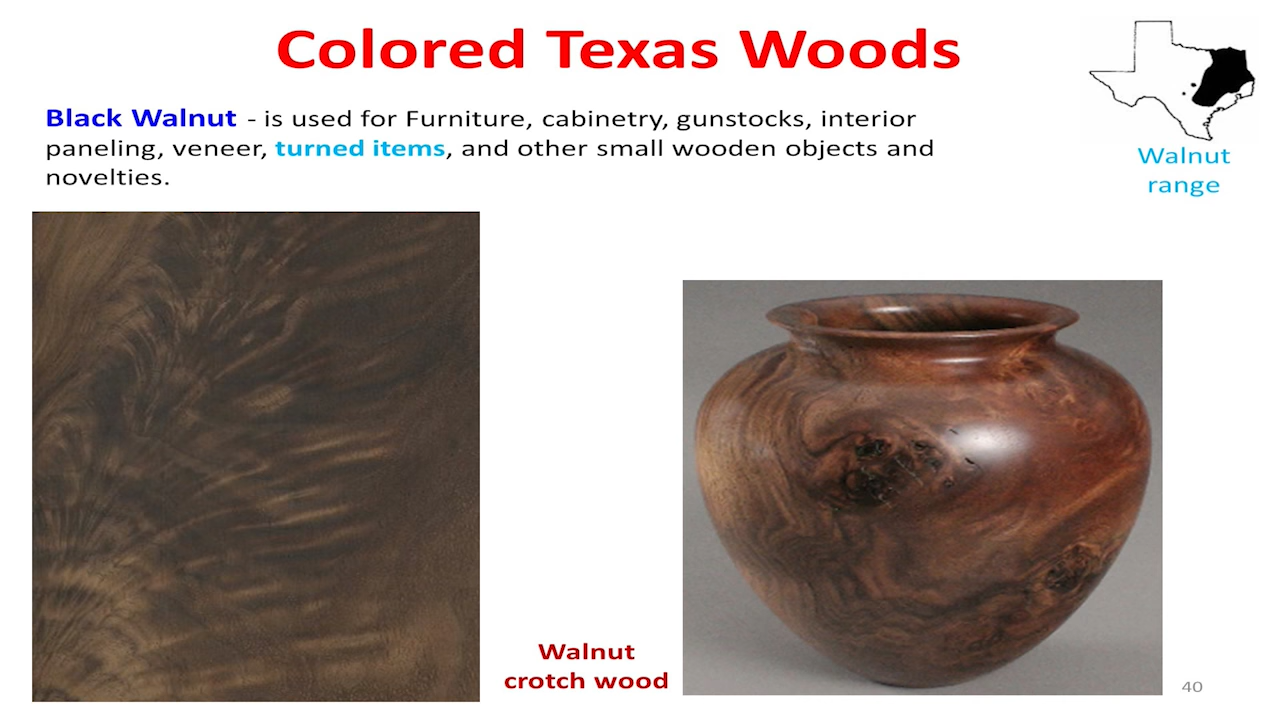 Colored Texas Woods
Black Walnut - is used for Furniture, cabinetry, gunstocks, interior
paneling, veneer, turned items, and other small wooden objects and
novelties.
Walnut
range
Walnut
crotch wood
40